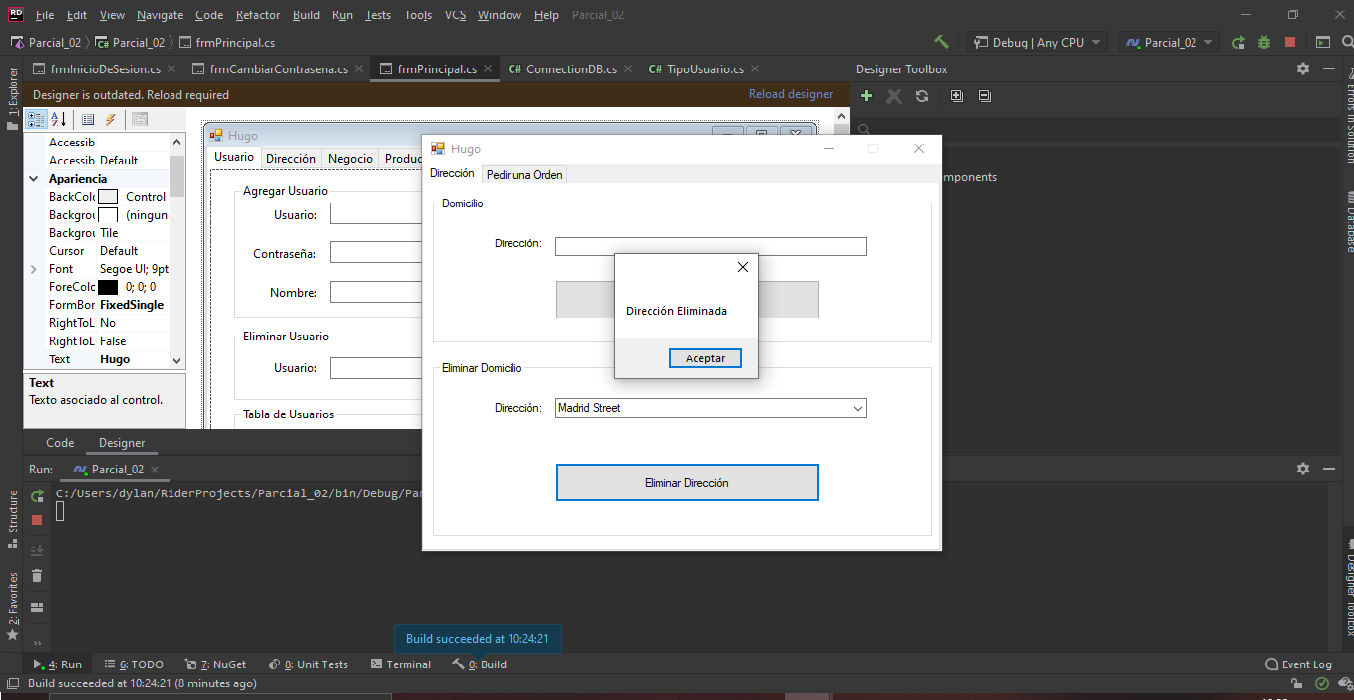 RD File Edit View Navigate Code Refactor Build Run Tests Tools VCS Window Help Parcial_02
Parcial_02 C# Parcial_02 frmPrincipal.cs Debug | Any CPU Parcial_02
frmInicioDeSesion.cs frmCambiarContrasena.cs frmPrincipal.cs C# ConnectionDB.cs C# TipoUsuario.cs Designer Toolbox
Designer is outdated. Reload required Reload designer
1: Explorer
Errors In Solution
Database
Designer Toolbox
Structure
2: Favorites
Accessib
Accessib Default
Apariencia
BackColo Control
Backgrou (ningun
Backgrou Tile
Cursor Default
Font Segoe UI; 9pt
ForeColo 0; 0; 0
FormBor FixedSingle
RightToL No
RightToL False
Text Hugo
Text
Texto asociado al control.
Hugo
Usuario Dirección Negocio Produc
Agregar Usuario
Usuario:
Contraseña:
Nombre:
Eliminar Usuario
Usuario:
Tabla de Usuarios
Hugo
Dirección Pedir una Orden
Domicilio
Dirección:
Dirección Eliminada
Aceptar
Eliminar Domicilio
Dirección: Madrid Street
Eliminar Dirección
mponents
Code Designer
Run: Parcial_02
C:/Users/dylan/RiderProjects/Parcial_02/bin/Debug/Par
Build succeeded at 10:24:21
4: Run 6: TODO 7: NuGet 8: Unit Tests Terminal 0: Build Event Log
Build succeeded at 10:24:21 (8 minutes ago)